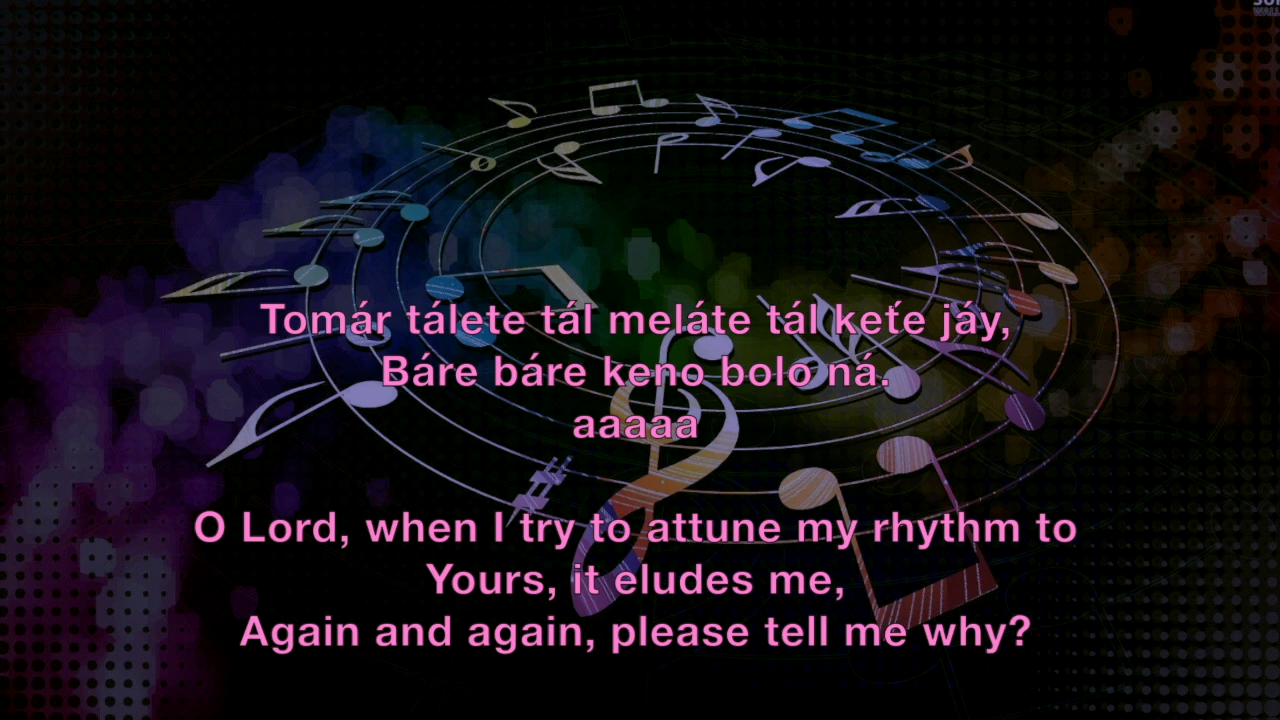 Tomár tálete tál meláte tál keťe jáy,
Báre báre keno bolo ná.
aaaaa
O Lord, when I try to attune my rhythm to
Yours, it eludes me,
Again and again, please tell me why?